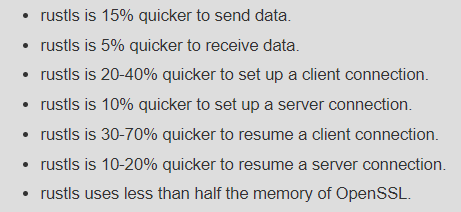 • rustls is 15% quicker to send data.
• rustls is 5% quicker to receive data.
• rustls is 20-40% quicker to set up a client connection.
• rustls is 10% quicker to set up a server connection.
• rustls is 30-70% quicker to resume a client connection.
• rustls is 10-20% quicker to resume a server connection.
• rustls uses less than half the memory of OpenSSL.